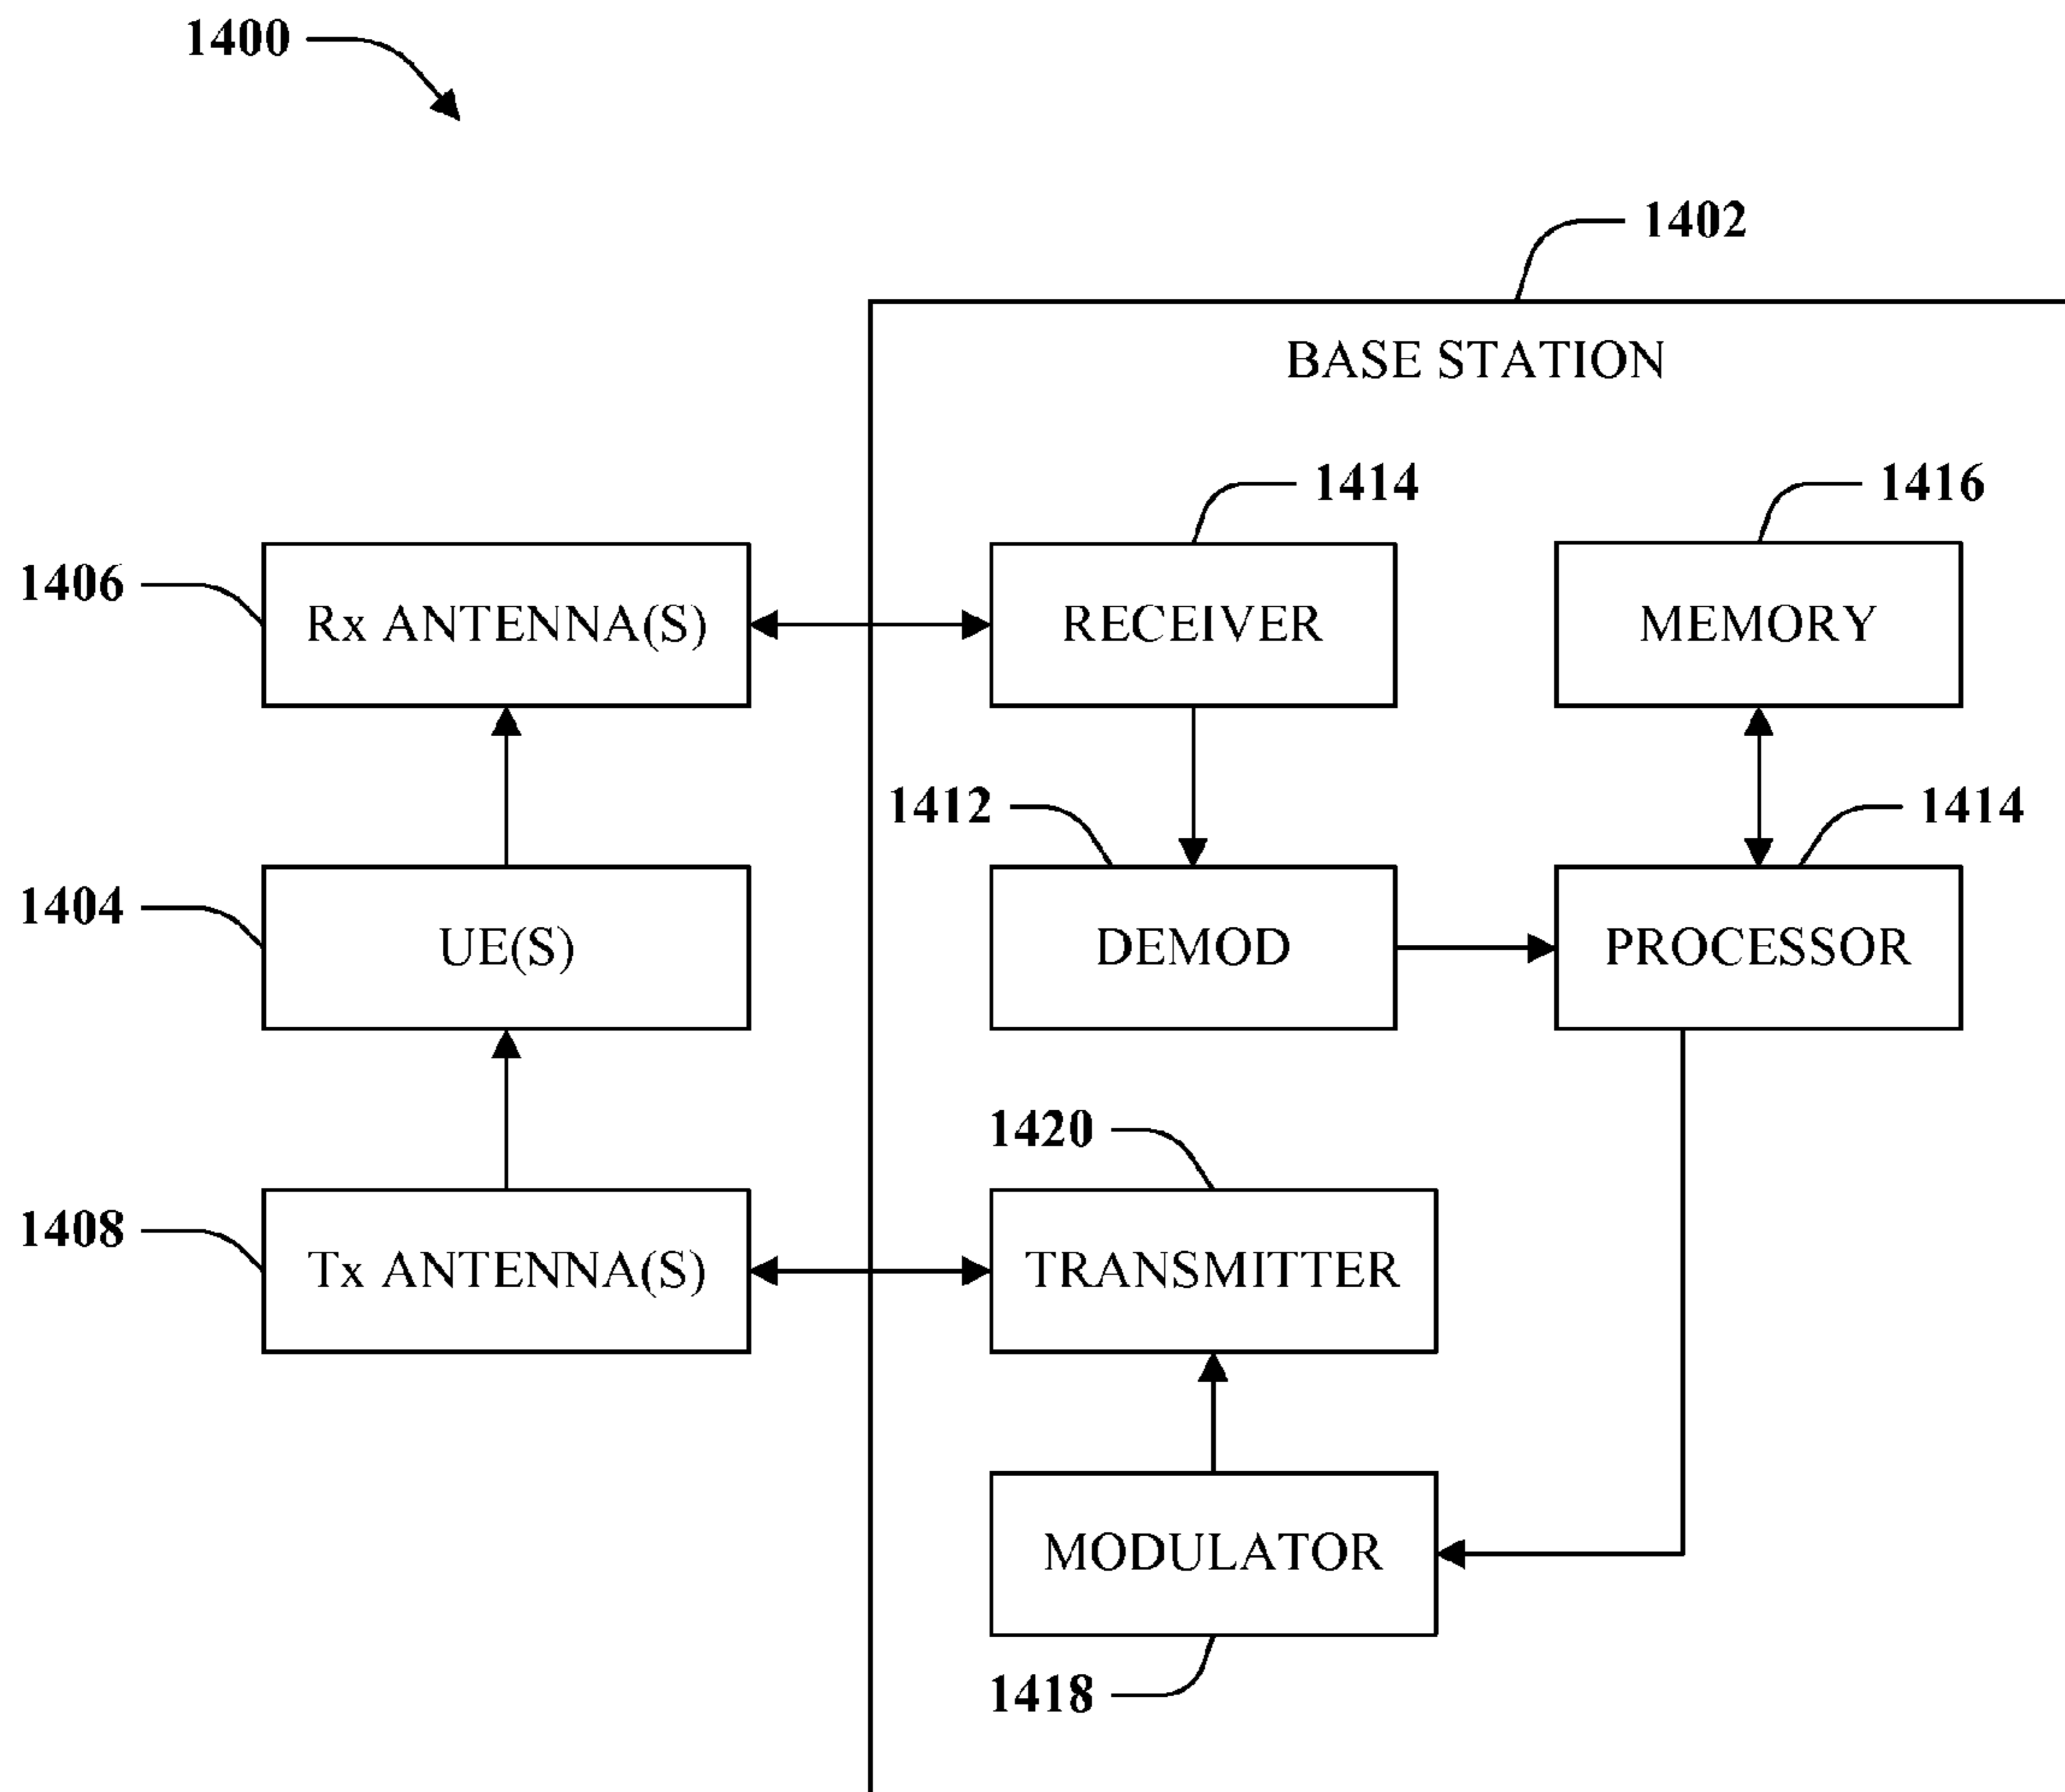 1400
1402
BASE STATION
1414
1416
1406
Rx ANTENNA(S)
RECEIVER
MEMORY
1412
1414
1404
UE(S)
DEMOD
PROCESSOR
1420
1408
Tx ANTENNA(S)
TRANSMITTER
MODULATOR
1418